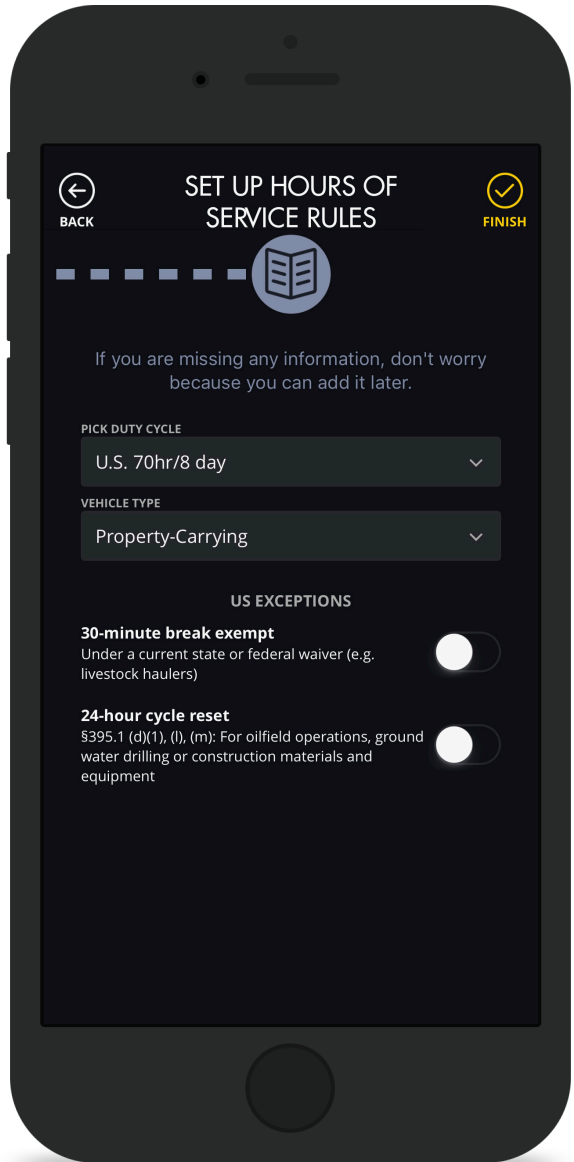 SET UP HOURS OF
SERVICE RULES
BACK
FINISH
If you are missing any information, don't worry
because you can add it later.
PICK DUTY CYCLE
U.S. 70hr/8 day
VEHICLE TYPE
Property-Carrying
US EXCEPTIONS
30-minute break exempt
Under a current state or federal waiver (e.g.
livestock haulers)
24-hour cycle reset
§395.1 (d)(1), (l), (m): For oilfield operations, ground
water drilling or construction materials and
equipment